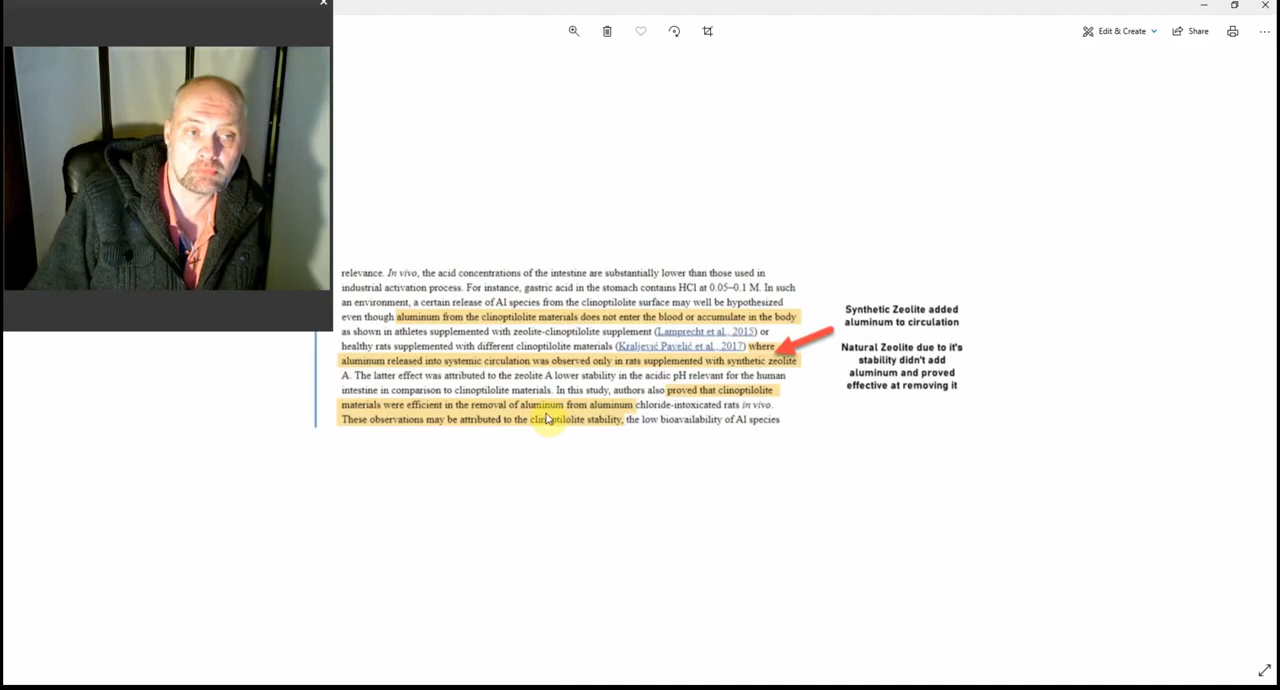 Edit & Create
Share
relevance. In vivo, the acid concentrations of the intestine are substantially lower than those used in
industrial activation process. For instance, gastric acid in the stomach contains HCl at 0.05–0.1 M. In such
an environment, a certain release of Al species from the clinoptilolite surface may well be hypothesized
even though aluminum from the clinoptilolite materials does not enter the blood or accumulate in the body
as shown in athletes supplemented with zeolite-clinoptilolite supplement (Lamprecht et al., 2015) or
healthy rats supplemented with different clinoptilolite materials (Kraljević Pavelić et al., 2017) where
aluminum released into systemic circulation was observed only in rats supplemented with synthetic zeolite
A. The latter effect was attributed to the zeolite A lower stability in the acidic pH relevant for the human
intestine in comparison to clinoptilolite materials. In this study, authors also proved that clinoptilolite
materials were efficient in the removal of aluminum from aluminum chloride-intoxicated rats in vivo.
These observations may be attributed to the clinoptilolite stability, the low bioavailability of Al species
Synthetic Zeolite added
aluminum to circulation
Natural Zeolite due to it's
stability didn't add
aluminum and proved
effective at removing it